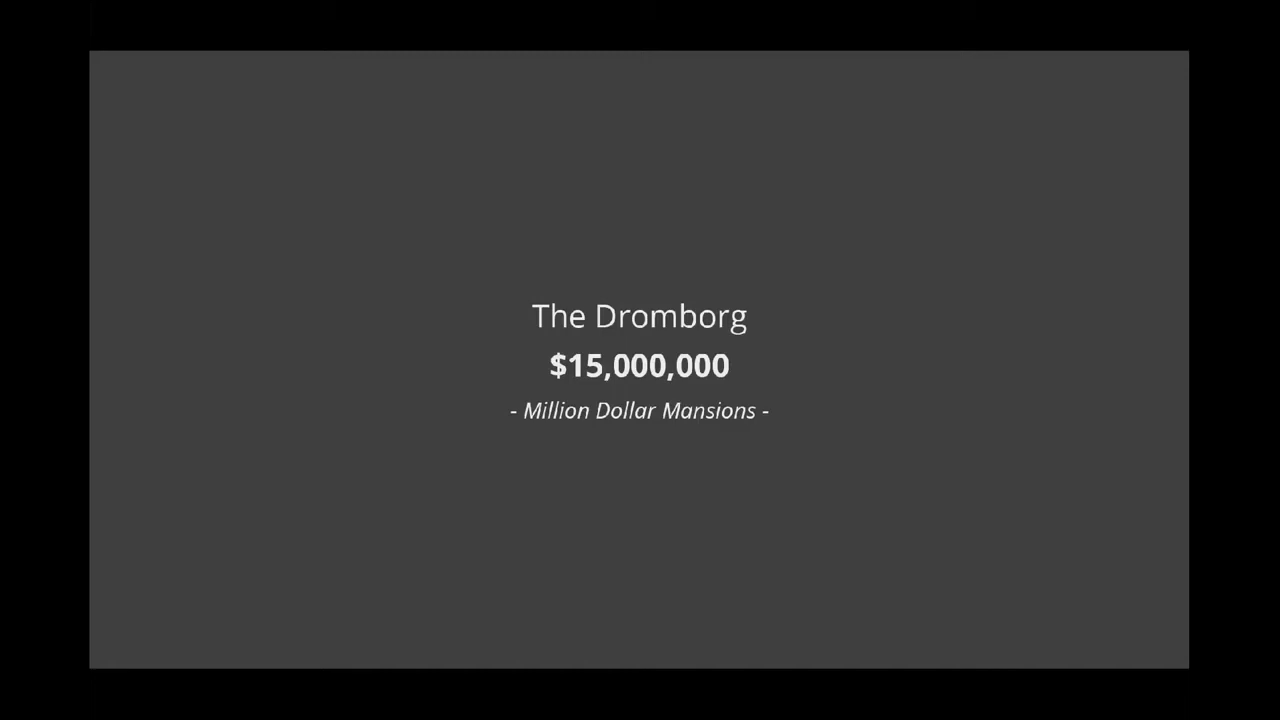 The Dromborg
$15,000,000
- Million Dollar Mansions -